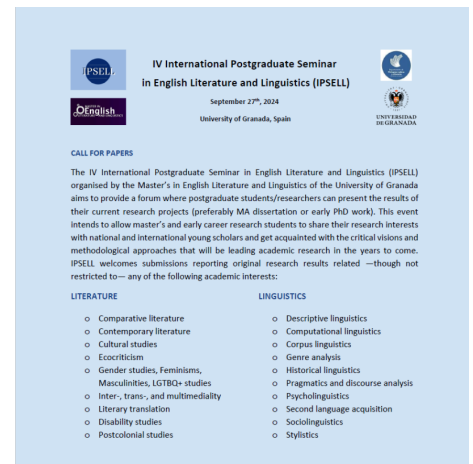 IPSELL
IV International Postgraduate Seminar
in English Literature and Linguistics (IPSELL)
September 27th, 2024
University of Granada, Spain
English
UNIVERSIDAD
DE GRANADA
CALL FOR PAPERS
The IV International Postgraduate Seminar in English Literature and Linguistics (IPSELL)
organised by the Master's in English Literature and Linguistics of the University of Granada
aims to provide a forum where postgraduate students/researchers can present the results of
their current research projects (preferably MA dissertation or early PhD work). This event
intends to allow master's and early career research students to share their research interests
with national and international young scholars and get acquainted with the critical visions and
methodological approaches that will be leading academic research in the years to come.
IPSELL welcomes submissions reporting original research results related —though not
restricted to— any of the following academic interests:
LITERATURE
o Comparative literature
o Contemporary literature
o Cultural studies
o Ecocriticism
o Gender studies, Feminisms,
Masculinities, LGTBQ+ studies
o Inter-, trans-, and multimediality
o Literary translation
o Disability studies
o Postcolonial studies
LINGUISTICS
o Descriptive linguistics
o Computational linguistics
o Corpus linguistics
o Genre analysis
o Historical linguistics
o Pragmatics and discourse analysis
o Psycholinguistics
o Second language acquisition
o Sociolinguistics
o Stylistics